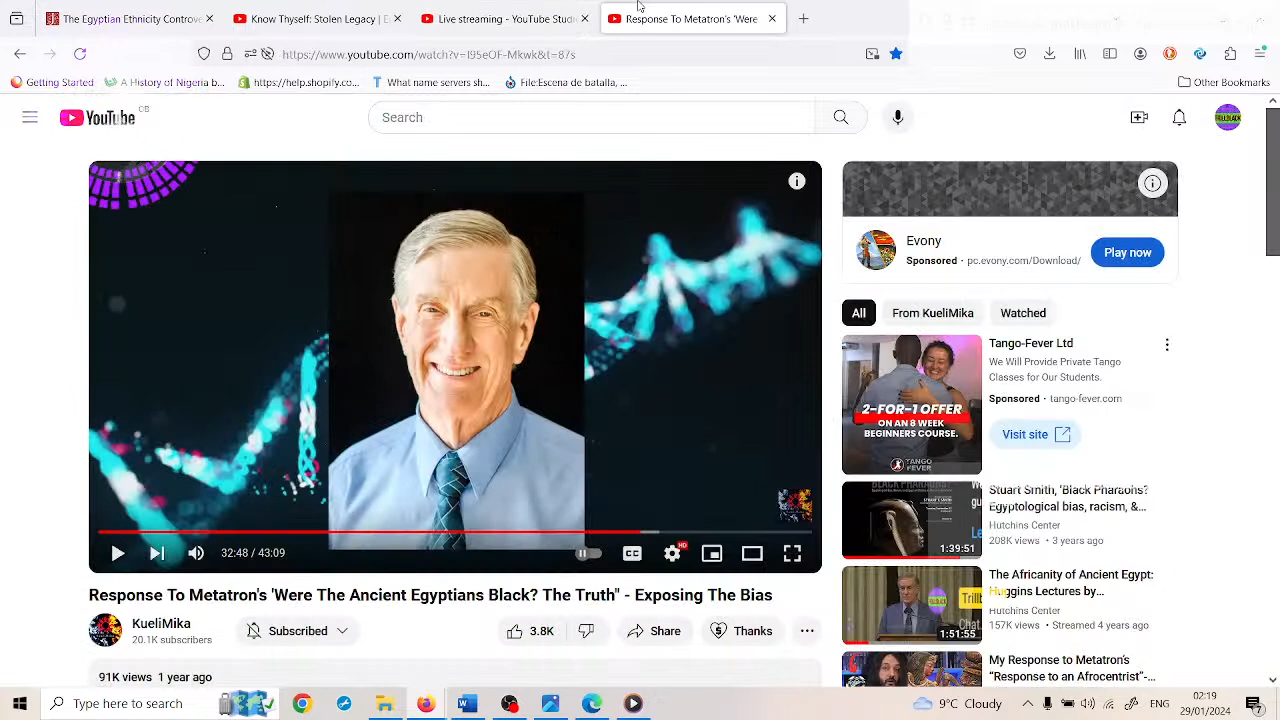 The Egyptian Controve
Know Thyself: Stolen Legacy | E
Live streaming - YouTube Studi
Response To Metatron's 'Were
https://www.youtube.com/watch?v=I95eOF-Mkwk&t=87s
Getting Started
A History of Nigeria b...
https://help.shopify.co...
What name servers sh...
File:Escena de batalla, ...
Other Bookmarks
YouTube GB
Search
TRILLBLACK
Evony
Sponsored · pc.evony.com/Download/
Play now
All
From KueliMika
Watched
Tango-Fever Ltd
We Will Provide Private Tango
Classes for Our Students.
Sponsored · tango-fever.com
Visit site
2-FOR-1 OFFER
ON AN 8 WEEK
BEGINNERS COURSE.
TANGO
FEVER
Stuart Smith, "Black Pharaohs?
Egyptological bias, racism, &...
Hutchins Center
208K views · 3 years ago
1:39:51
The Africanity of Ancient Egypt:
Huggins Lectures by...
Hutchins Center
157K views · Streamed 4 years ago
1:51:55
My Response to Metatron's
"Response to an Afrocentrist"-...
32:48 / 43:09
CC
HD
Response To Metatron's 'Were The Ancient Egyptians Black? The Truth" - Exposing The Bias
KueliMika
20.1K subscribers
Subscribed
3.8K
Share
Thanks
91K views 1 year ago
Type here to search
9°C Cloudy
ENG
02:19
29/01/2024
7